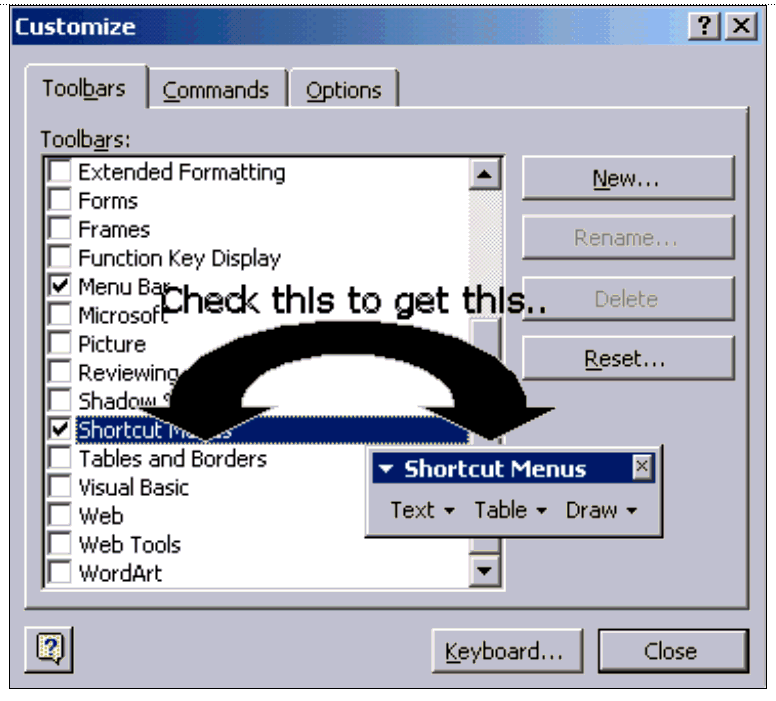 Customize
Toolbars Commands Options
Toolbars:
Extended Formatting
Forms
Frames
Function Key Display
Menu Bar
Microsoft
Picture
Reviewing
Shadow
Shortcut Menus
Tables and Borders
Visual Basic
Web
Web Tools
WordArt
Check this to get this..
New...
Rename...
Delete
Reset...
Shortcut Menus
Text Table Draw
Keyboard... Close